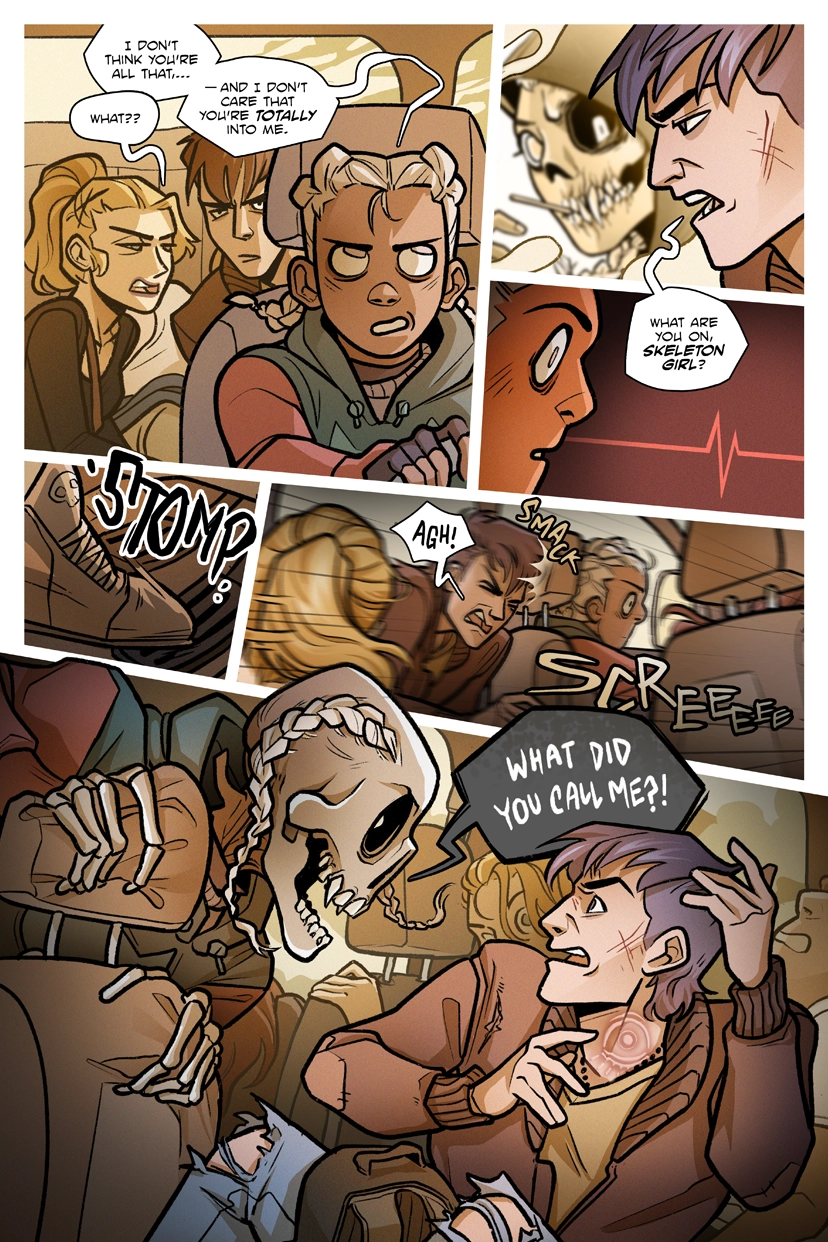 I DON'T
THINK YOU'RE
ALL THAT,...
— AND I DON'T
CARE THAT
YOU'RE TOTALLY
INTO ME.
WHAT??
WHAT ARE
YOU ON,
SKELETON
GIRL?
STOMP!
AGH!
SMACK
SCREEEEEE
WHAT DID
YOU CALL ME?!